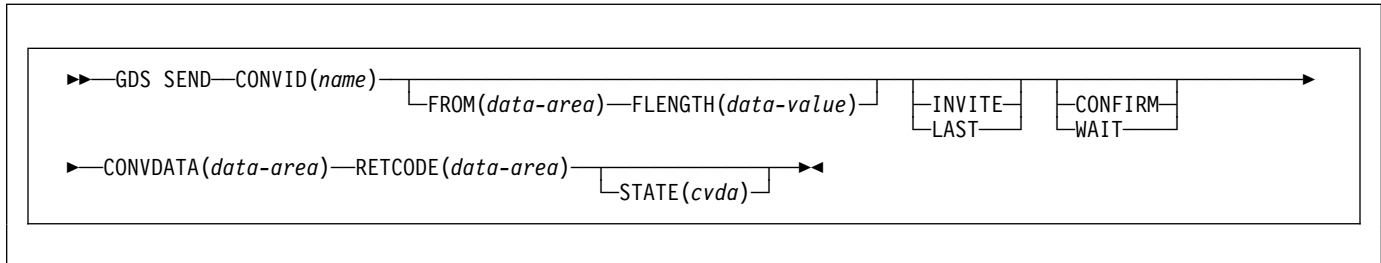 GDS SEND CONVID(name)
FROM(data-area) FLENGTH(data-value)
INVITE
LAST
CONFIRM
WAIT
CONVDATA(data-area) RETCODE(data-area)
STATE(cvda)